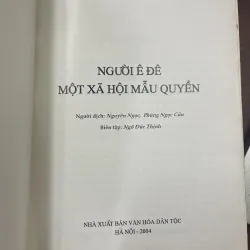 NGƯỜI Ê ĐÊ
MỘT XÃ HỘI MẪU QUYỀN
Người dịch: Nguyên Ngọc, Phùng Ngọc Cửu
Biên tập: Ngô Đức Thịnh
NHÀ XUẤT BẢN VĂN HÓA DÂN TỘC
HÀ NỘI - 2004